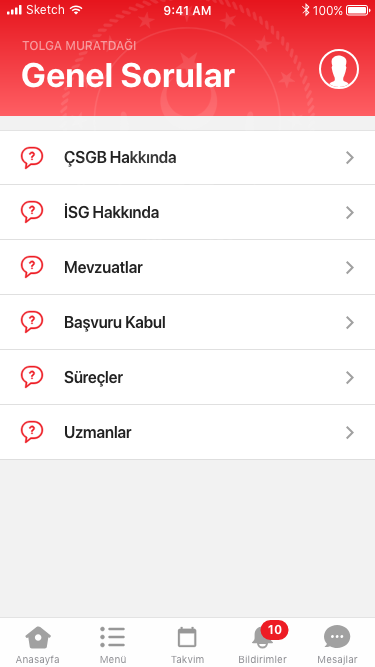 Sketch 9:41 AM 100%
TOLGA MURATDAĞI
Genel Sorular
ÇSGB Hakkında
İSG Hakkında
Mevzuatlar
Başvuru Kabul
Süreçler
Uzmanlar
10
Anasayfa Menü Takvim Bildirimler Mesajlar